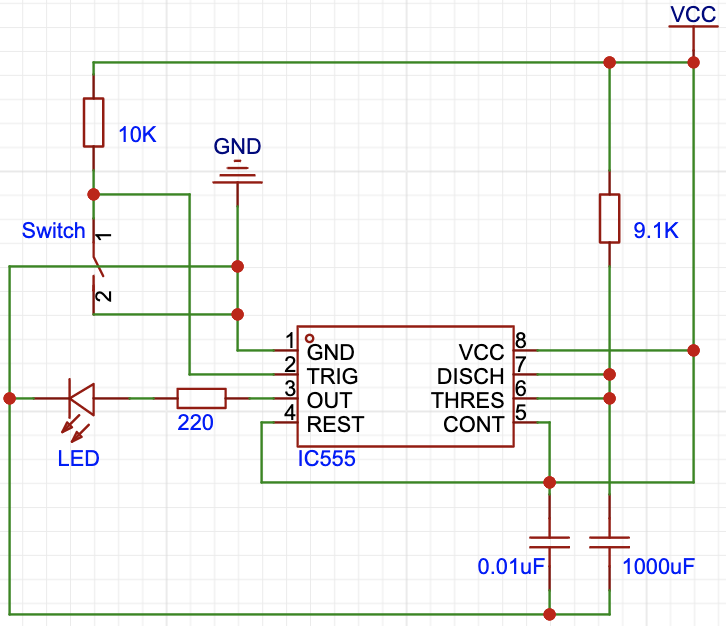 VCC
10K
GND
Switch
1
9.1K
2
1
8
GND
VCC
2
7
TRIG
DISCH
3
6
OUT
THRES
4
5
REST
CONT
220
LED
IC555
0.01uF
1000uF